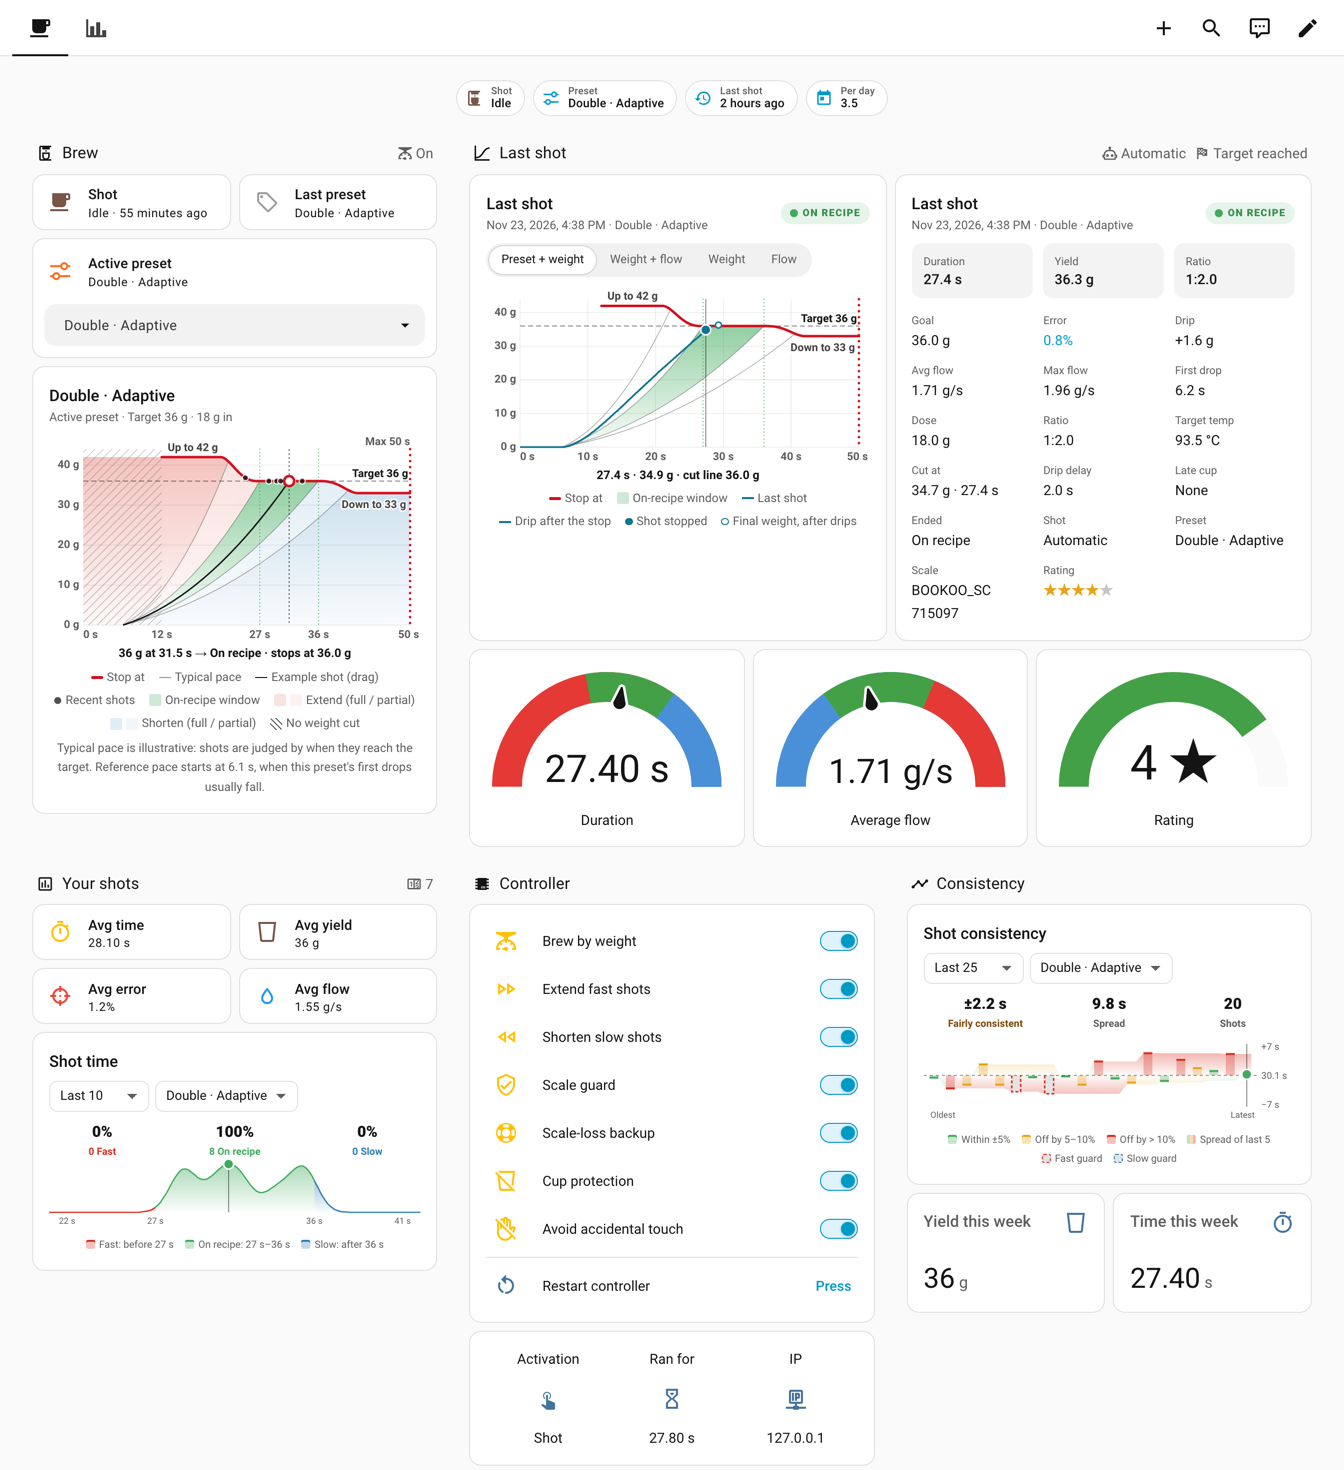 Shot
Idle
Preset
Double · Adaptive
Last shot
2 hours ago
Per day
3.5
Brew
On
Shot
Idle · 55 minutes ago
Last preset
Double · Adaptive
Active preset
Double · Adaptive
Double · Adaptive
Double · Adaptive
Active preset · Target 36 g · 18 g in
Max 50 s
Up to 42 g
40 g
Target 36 g
30 g
Down to 33 g
20 g
10 g
0 g
0 s
12 s
27 s
36 s
50 s
36 g at 31.5 s → On recipe · stops at 36.0 g
Stop at
Typical pace
Example shot (drag)
Recent shots
On-recipe window
Extend (full / partial)
Shorten (full / partial)
No weight cut
Typical pace is illustrative: shots are judged by when they reach the
target. Reference pace starts at 6.1 s, when this preset's first drops
usually fall.
Last shot
Automatic
Target reached
Last shot
Nov 23, 2026, 4:38 PM · Double · Adaptive
ON RECIPE
Preset + weight
Weight + flow
Weight
Flow
Up to 42 g
40 g
Target 36 g
30 g
Down to 33 g
20 g
10 g
0 g
0 s
10 s
20 s
30 s
40 s
50 s
27.4 s · 34.9 g · cut line 36.0 g
Stop at
On-recipe window
Last shot
Drip after the stop
Shot stopped
Final weight, after drips
Last shot
Nov 23, 2026, 4:38 PM · Double · Adaptive
ON RECIPE
Duration
27.4 s
Yield
36.3 g
Ratio
1:2.0
Goal
36.0 g
Error
0.8%
Drip
+1.6 g
Avg flow
1.71 g/s
Max flow
1.96 g/s
First drop
6.2 s
Dose
18.0 g
Ratio
1:2.0
Target temp
93.5 °C
Cut at
34.7 g · 27.4 s
Drip delay
2.0 s
Late cup
None
Ended
On recipe
Shot
Automatic
Preset
Double · Adaptive
Scale
BOOKOO_SC
715097
Rating
27.40 s
Duration
1.71 g/s
Average flow
4 ★
Rating
Your shots
7
Avg time
28.10 s
Avg yield
36 g
Avg error
1.2%
Avg flow
1.55 g/s
Shot time
Last 10
Double · Adaptive
0%
0 Fast
100%
8 On recipe
0%
0 Slow
22 s
27 s
36 s
41 s
Fast: before 27 s
On recipe: 27 s–36 s
Slow: after 36 s
Controller
Brew by weight
Extend fast shots
Shorten slow shots
Scale guard
Scale-loss backup
Cup protection
Avoid accidental touch
Restart controller
Press
Activation
Ran for
IP
IP
Shot
27.80 s
127.0.0.1
Consistency
Shot consistency
Last 25
Double · Adaptive
±2.2 s
Fairly consistent
9.8 s
Spread
20
Shots
+7 s
30.1 s
−7 s
Oldest
Latest
Within ±5%
Off by 5–10%
Off by > 10%
Spread of last 5
Fast guard
Slow guard
Yield this week
36 g
Time this week
27.40 s